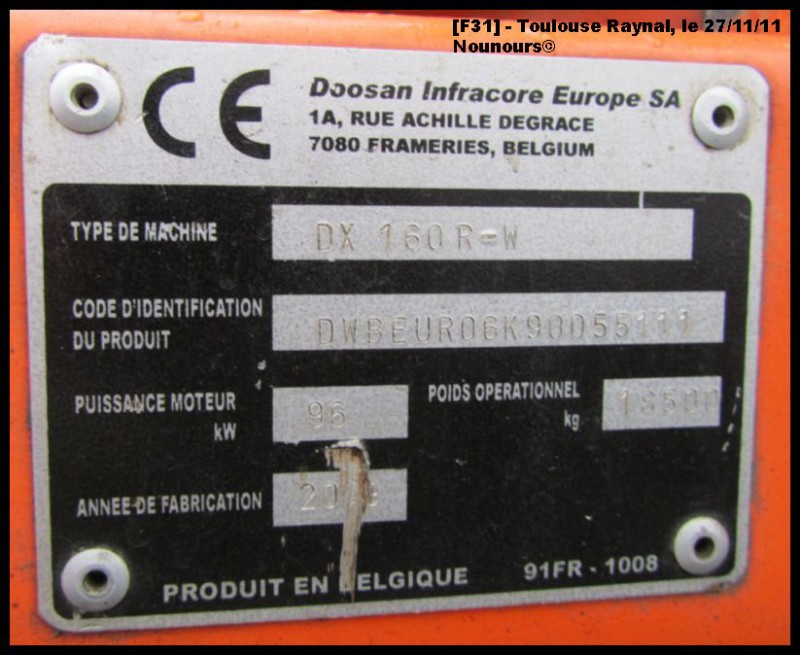 [F31] - Toulouse Raynal, le 27/11/11
Nounours©
CE
Doosan Infracore Europe SA
1A, RUE ACHILLE DEGRACE
7080 FRAMERIES, BELGIUM
TYPE DE MACHINE DX 160 R-W
CODE D'IDENTIFICATION
DU PRODUIT DWBEUR06K90055111
PUISSANCE MOTEUR
kW 96
POIDS OPERATIONNEL
kg
ANNEE DE FABRICATION
PRODUIT EN BELGIQUE 91FR - 1008